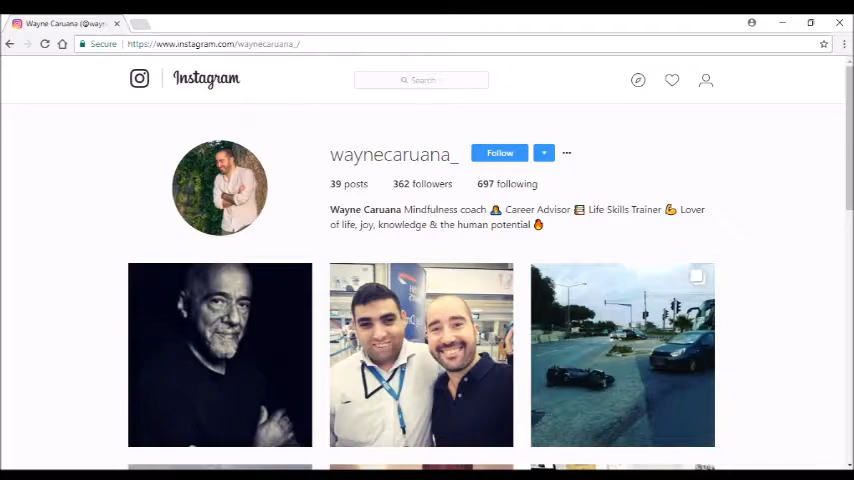 Wayne Caruana (@wayn
Secure | https://www.instagram.com/waynecaruana_/
Instagram
Search
waynecaruana_ Follow
39 posts 362 followers 697 following
Wayne Caruana Mindfulness coach 🙇 Career Advisor 📒 Life Skills Trainer 💪 Lover
of life, joy, knowledge & the human potential 🔥